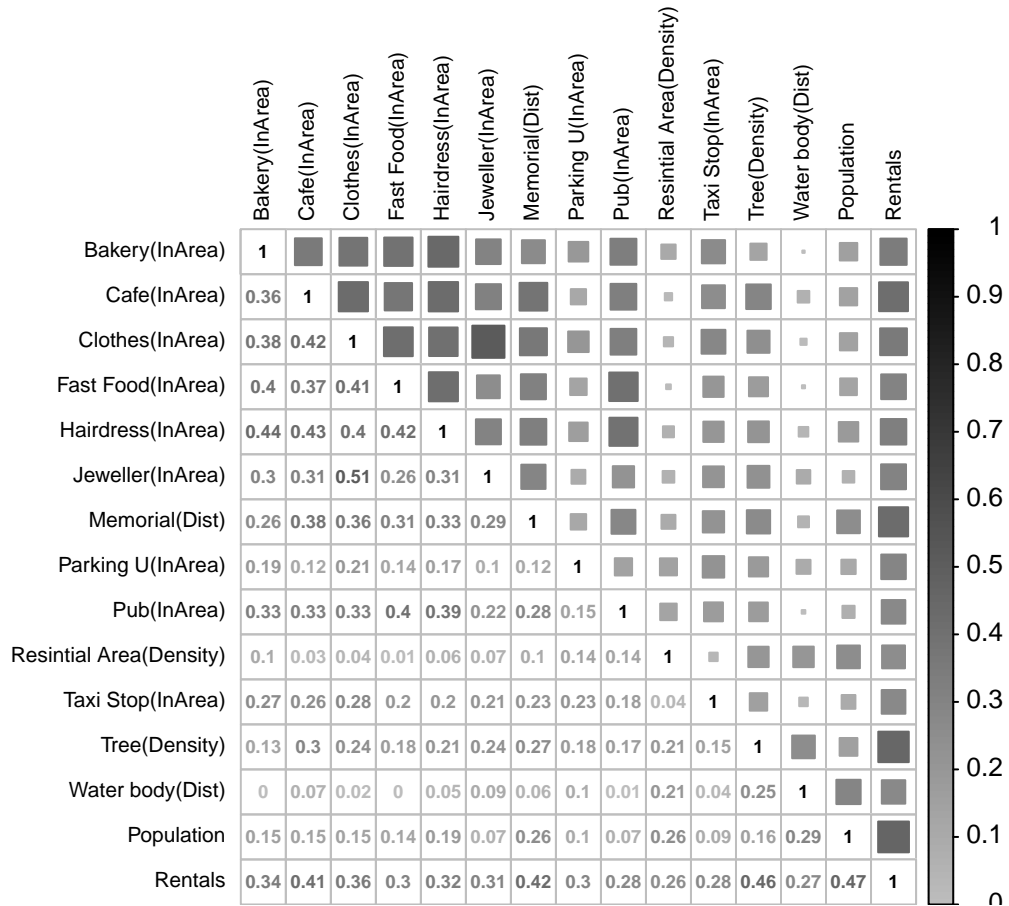 Bakery(InArea)
Cafe(InArea)
Clothes(InArea)
Fast Food(InArea)
Hairdress(InArea)
Jeweller(InArea)
Memorial(Dist)
Parking U(InArea)
Pub(InArea)
Resintial Area(Density)
Taxi Stop(InArea)
Tree(Density)
Water body(Dist)
Population
Rentals
Bakery(InArea) 1
Cafe(InArea) 0.36 1
Clothes(InArea) 0.38 0.42 1
Fast Food(InArea) 0.4 0.37 0.41 1
Hairdress(InArea) 0.44 0.43 0.4 0.42 1
Jeweller(InArea) 0.3 0.31 0.51 0.26 0.31 1
Memorial(Dist) 0.26 0.38 0.36 0.31 0.33 0.29 1
Parking U(InArea) 0.19 0.12 0.21 0.14 0.17 0.1 0.12 1
Pub(InArea) 0.33 0.33 0.33 0.4 0.39 0.22 0.28 0.15 1
Resintial Area(Density) 0.1 0.03 0.04 0.01 0.06 0.07 0.1 0.14 0.14 1
Taxi Stop(InArea) 0.27 0.26 0.28 0.2 0.2 0.21 0.23 0.23 0.18 0.04 1
Tree(Density) 0.13 0.3 0.24 0.18 0.21 0.24 0.27 0.18 0.17 0.21 0.15 1
Water body(Dist) 0 0.07 0.02 0 0.05 0.09 0.06 0.1 0.01 0.21 0.04 0.25 1
Population 0.15 0.15 0.15 0.14 0.19 0.07 0.26 0.1 0.07 0.26 0.09 0.16 0.29 1
Rentals 0.34 0.41 0.36 0.3 0.32 0.31 0.42 0.3 0.28 0.26 0.28 0.46 0.27 0.47 1
1
0.9
0.8
0.7
0.6
0.5
0.4
0.3
0.2
0.1
0